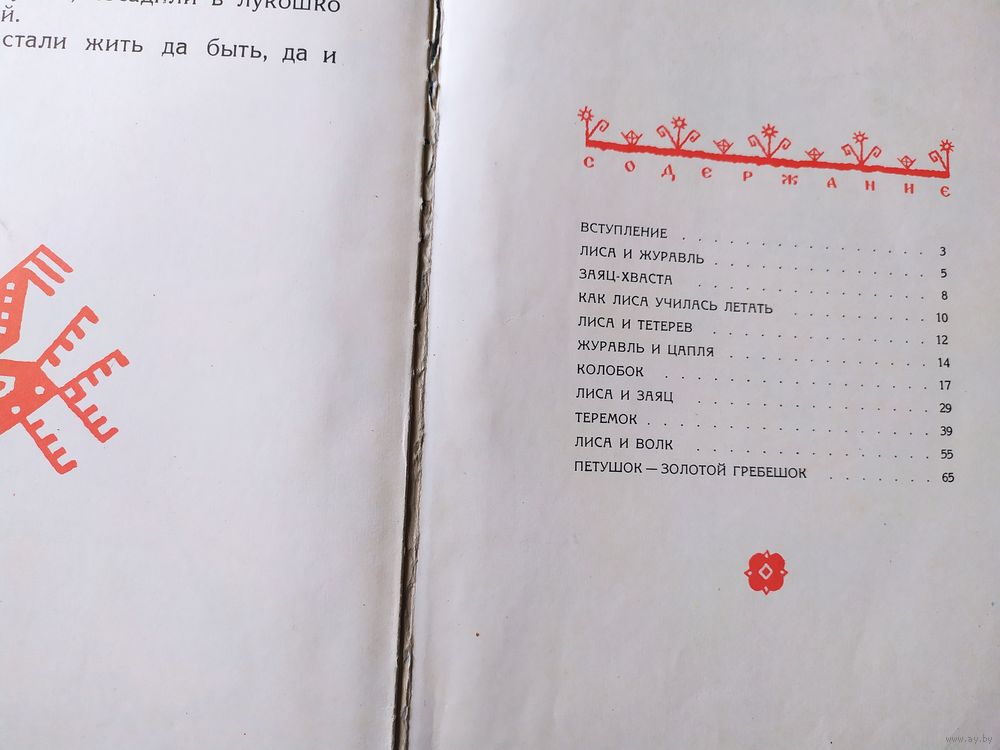 в лукошко
й.
стали жить да быть, да и
СОДЕРЖАНИЕ
ВСТУПЛЕНИЕ . . . . . . . . . . . . . 3
ЛИСА И ЖУРАВЛЬ . . . . . . . . . . . 5
ЗАЯЦ-ХВАСТА . . . . . . . . . . . . . 8
КАК ЛИСА УЧИЛАСЬ ЛЕТАТЬ . . . . . . . . 10
ЛИСА И ТЕТЕРЕВ . . . . . . . . . . . . 12
ЖУРАВЛЬ И ЦАПЛЯ . . . . . . . . . . . 14
КОЛОБОК . . . . . . . . . . . . . . 17
ЛИСА И ЗАЯЦ . . . . . . . . . . . . . 29
ТЕРЕМОК . . . . . . . . . . . . . . 39
ЛИСА И ВОЛК . . . . . . . . . . . . . 55
ПЕТУШОК — ЗОЛОТОЙ ГРЕБЕШОК . . . . . . . 65
www.ay.by